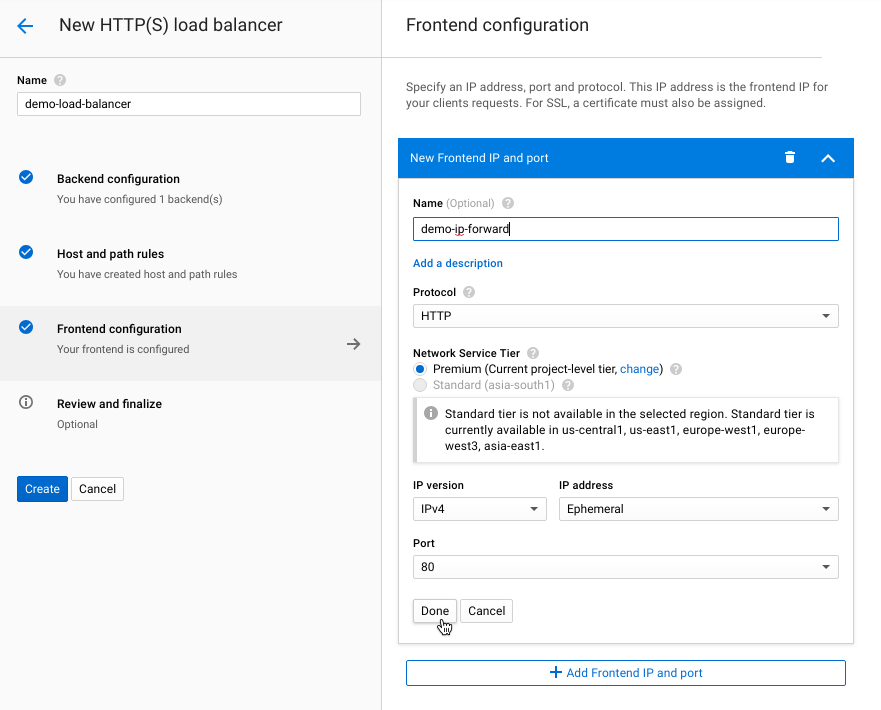 New HTTP(S) load balancer
Name
demo-load-balancer
Backend configuration
You have configured 1 backend(s)
Host and path rules
You have created host and path rules
Frontend configuration
Your frontend is configured
Review and finalize
Optional
Create
Cancel
Frontend configuration
Specify an IP address, port and protocol. This IP address is the frontend IP for
your clients requests. For SSL, a certificate must also be assigned.
New Frontend IP and port
Name (Optional)
demo-ip-forward
Add a description
Protocol
HTTP
Network Service Tier
Premium (Current project-level tier, change)
Standard (asia-south1)
Standard tier is not available in the selected region. Standard tier is
currently available in us-central1, us-east1, europe-west1, europe-
west3, asia-east1.
IP version
IP address
IPv4
Ephemeral
Port
80
Done
Cancel
Add Frontend IP and port